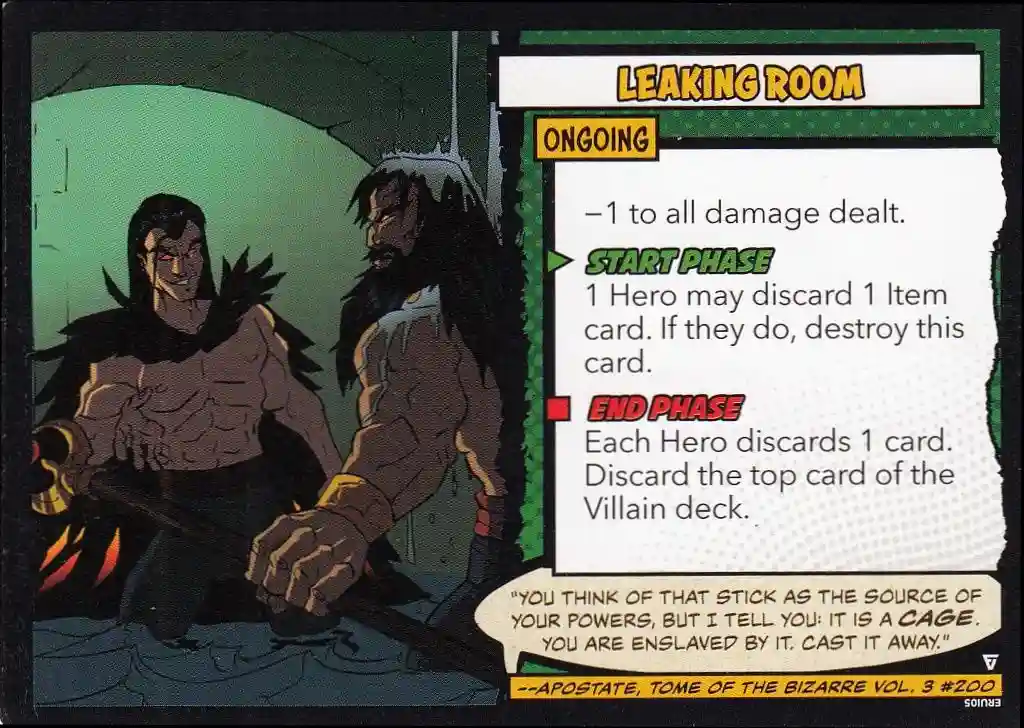 LEAKING ROOM
ONGOING
−1 to all damage dealt.
START PHASE
1 Hero may discard 1 Item
card. If they do, destroy this
card.
END PHASE
Each Hero discards 1 card.
Discard the top card of the
Villain deck.
"YOU THINK OF THAT STICK AS THE SOURCE OF
YOUR POWERS, BUT I TELL YOU: IT IS A CAGE.
YOU ARE ENSLAVED BY IT. CAST IT AWAY."
--APOSTATE, TOME OF THE BIZARRE VOL. 3 #200